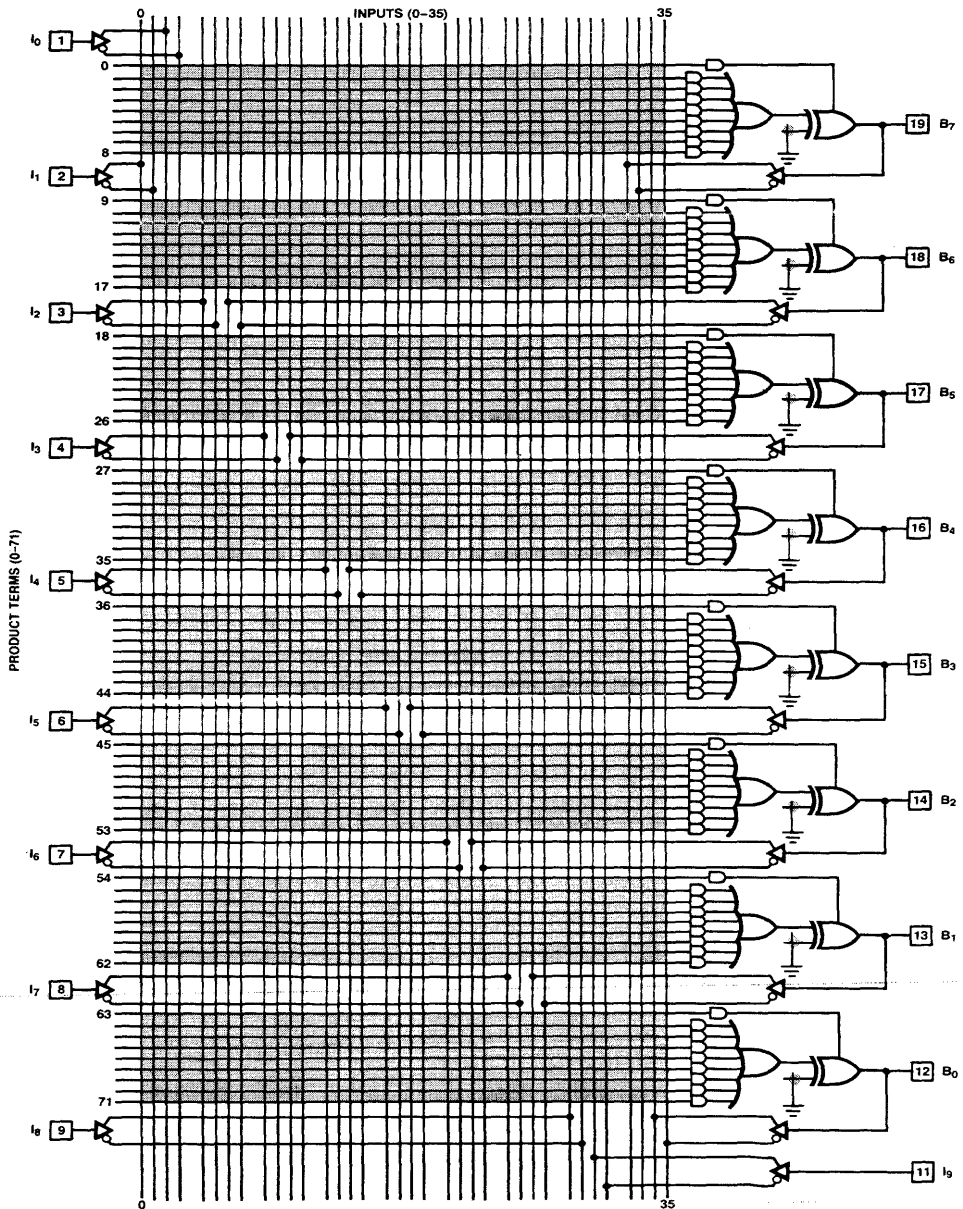 INPUTS (0–35)
0 35
I0 1
0
19 B7
8
I1 2
9
18 B6
17
I2 3
18
17 B5
26
I3 4
27
16 B4
35
I4 5
36
15 B3
44
I5 6
45
14 B2
53
I6 7
54
13 B1
62
I7 8
63
12 B0
71
I8 9
11 I9
0 35
PRODUCT TERMS (0–71)